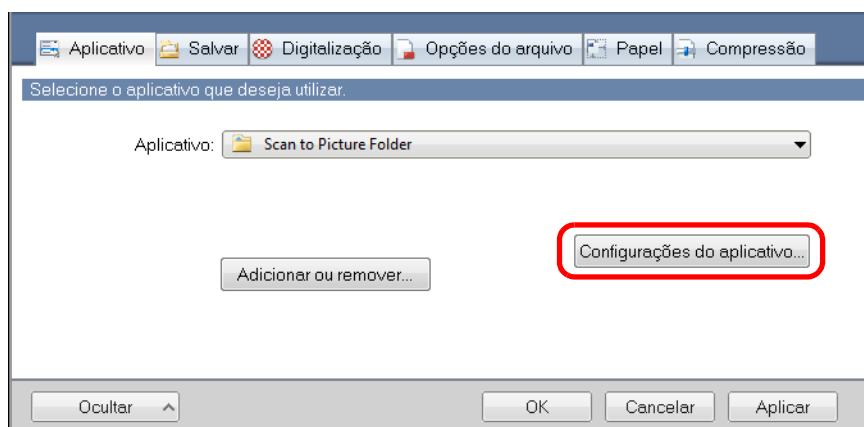 Aplicativo Salvar Digitalização Opções do arquivo Papel Compressão
Selecione o aplicativo que deseja utilizar.
Aplicativo: Scan to Picture Folder
Configurações do aplicativo...
Adicionar ou remover...
Ocultar OK Cancelar Aplicar